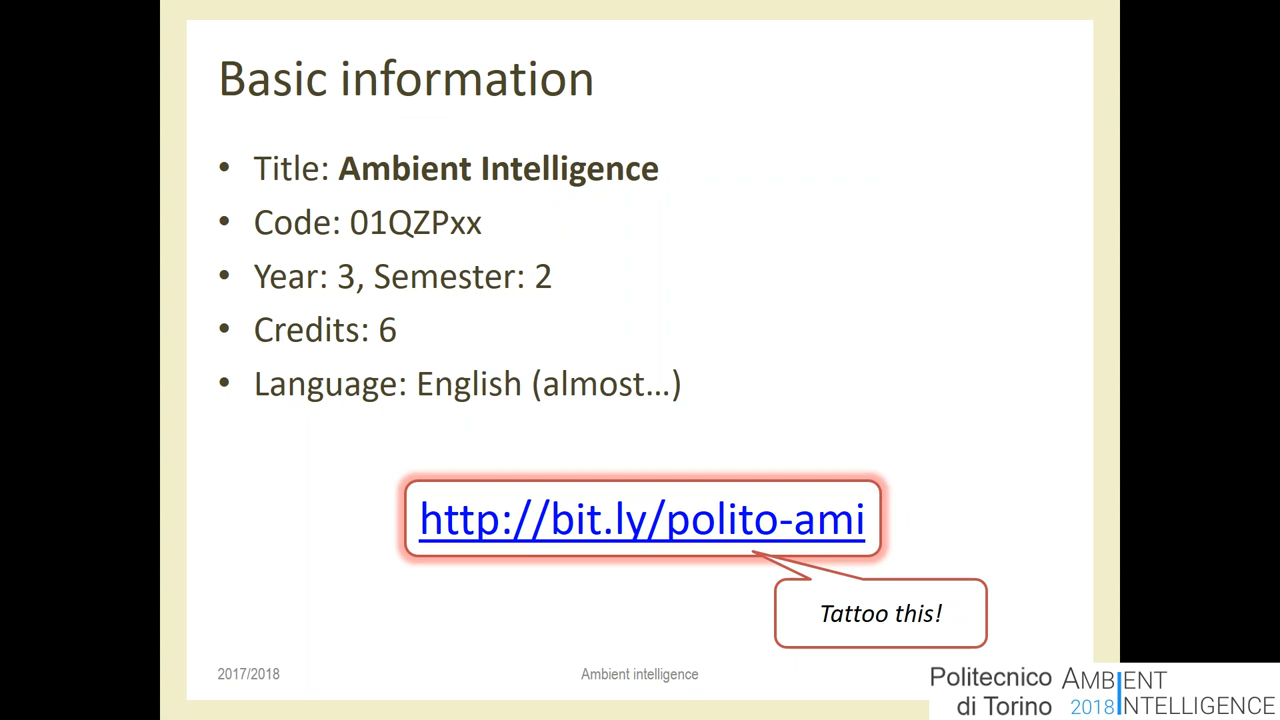 Basic information
• Title: Ambient Intelligence
• Code: 01QZPxx
• Year: 3, Semester: 2
• Credits: 6
• Language: English (almost…)
http://bit.ly/polito-ami
Tattoo this!
2017/2018
Ambient intelligence
Politecnico
di Torino
AMBIENT
2018 INTELLIGENCE